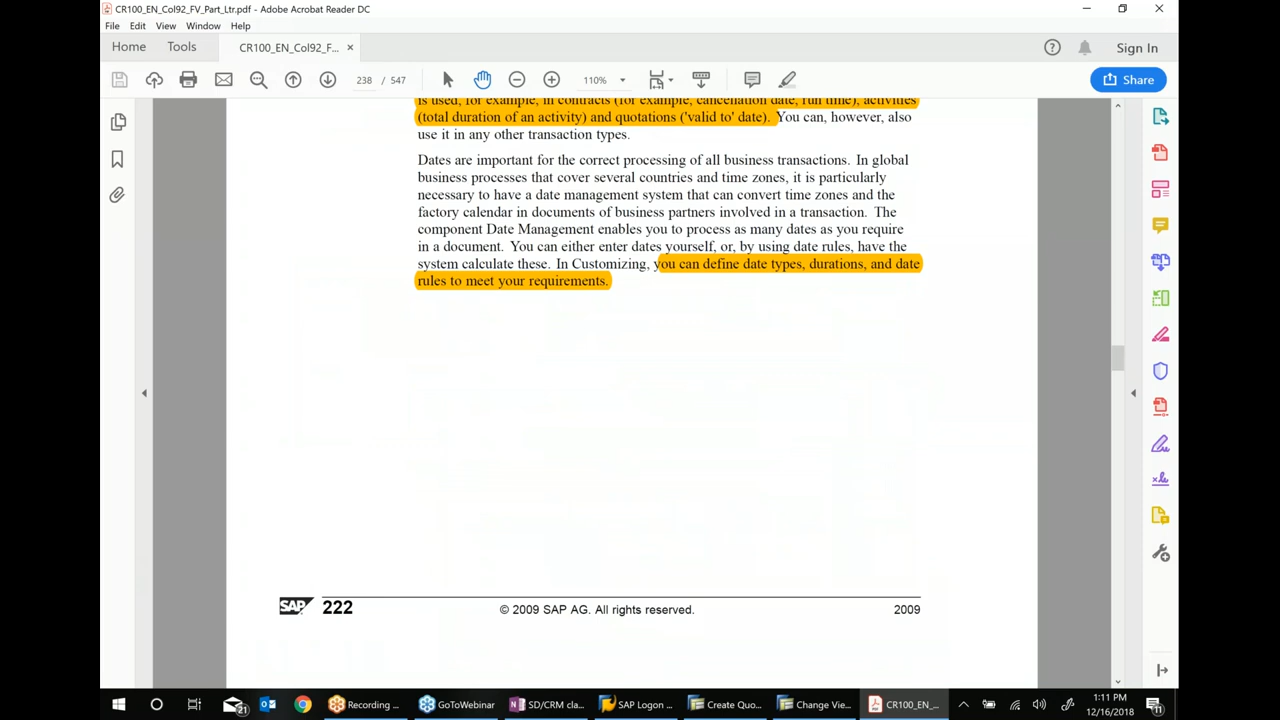 CR100_EN_Col92_FV_Part_Ltr.pdf - Adobe Acrobat Reader DC
File Edit View Window Help
Home Tools CR100_EN_Col92_F... × Sign In
238 / 547 110% Share
is used, for example, in contracts (for example, cancellation date, run time), activities
(total duration of an activity) and quotations ('valid to' date). You can, however, also
use it in any other transaction types.
Dates are important for the correct processing of all business transactions. In global
business processes that cover several countries and time zones, it is particularly
necessary to have a date management system that can convert time zones and the
factory calendar in documents of business partners involved in a transaction. The
component Date Management enables you to process as many dates as you require
in a document. You can either enter dates yourself, or, by using date rules, have the
system calculate these. In Customizing, you can define date types, durations, and date
rules to meet your requirements.
SAP 222 © 2009 SAP AG. All rights reserved. 2009
21 Recording ... GoToWebinar SD/CRM cla... SAP Logon ... Create Quo... Change Vie... CR100_EN_... 1:11 PM
12/16/2018 11